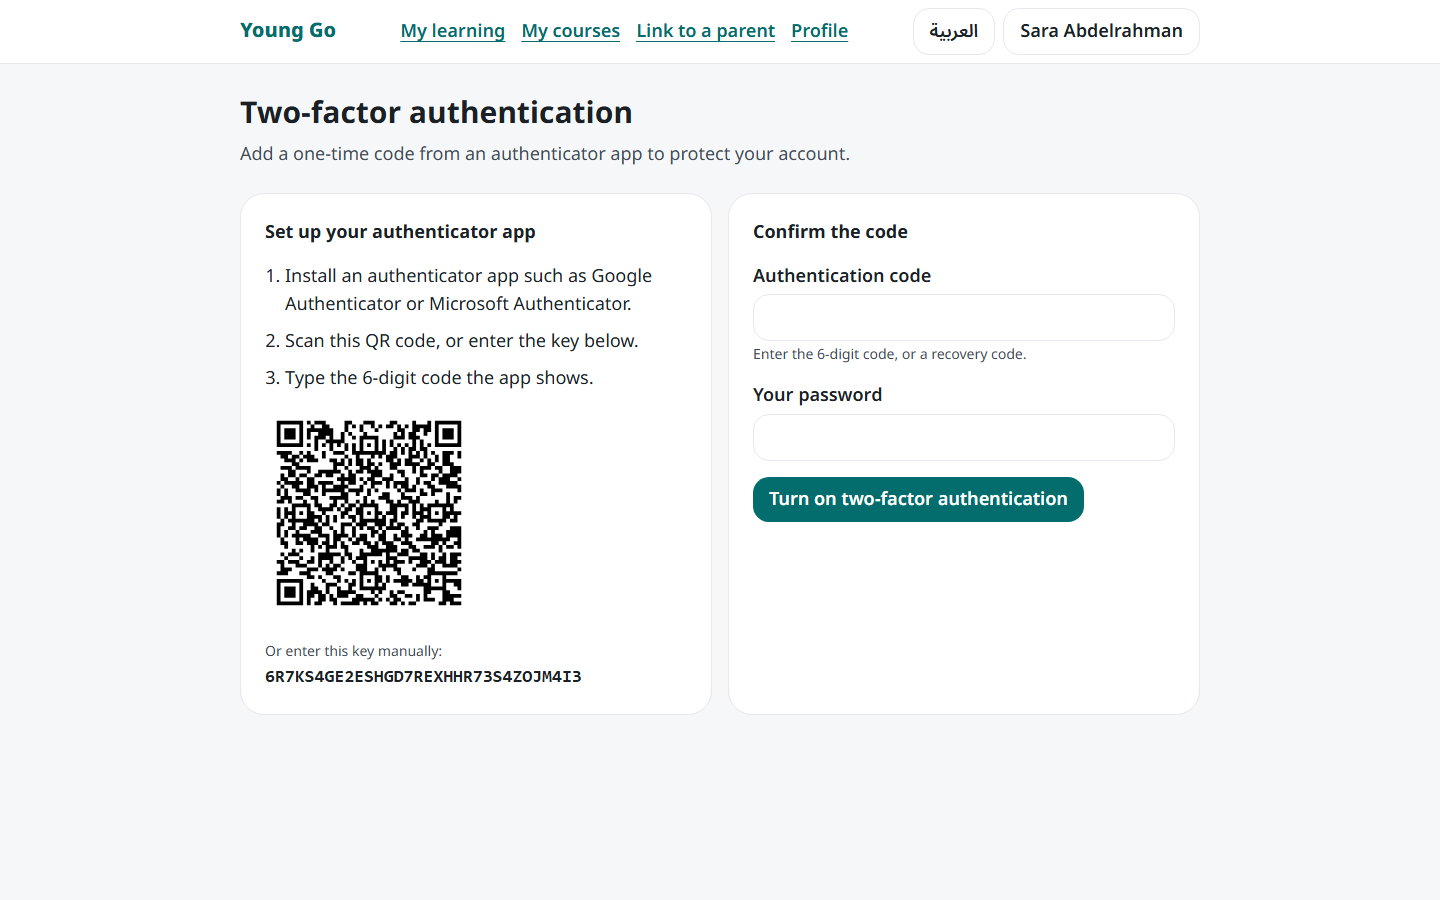 Young Go
My learning
My courses
Link to a parent
Profile
العربية
Sara Abdelrahman
Two-factor authentication
Add a one-time code from an authenticator app to protect your account.
Set up your authenticator app
1. Install an authenticator app such as Google
Authenticator or Microsoft Authenticator.
2. Scan this QR code, or enter the key below.
3. Type the 6-digit code the app shows.
Or enter this key manually:
6R7KS4GE2ESHGD7REXHHR73S4ZOJM4I3
Confirm the code
Authentication code
Enter the 6-digit code, or a recovery code.
Your password
Turn on two-factor authentication